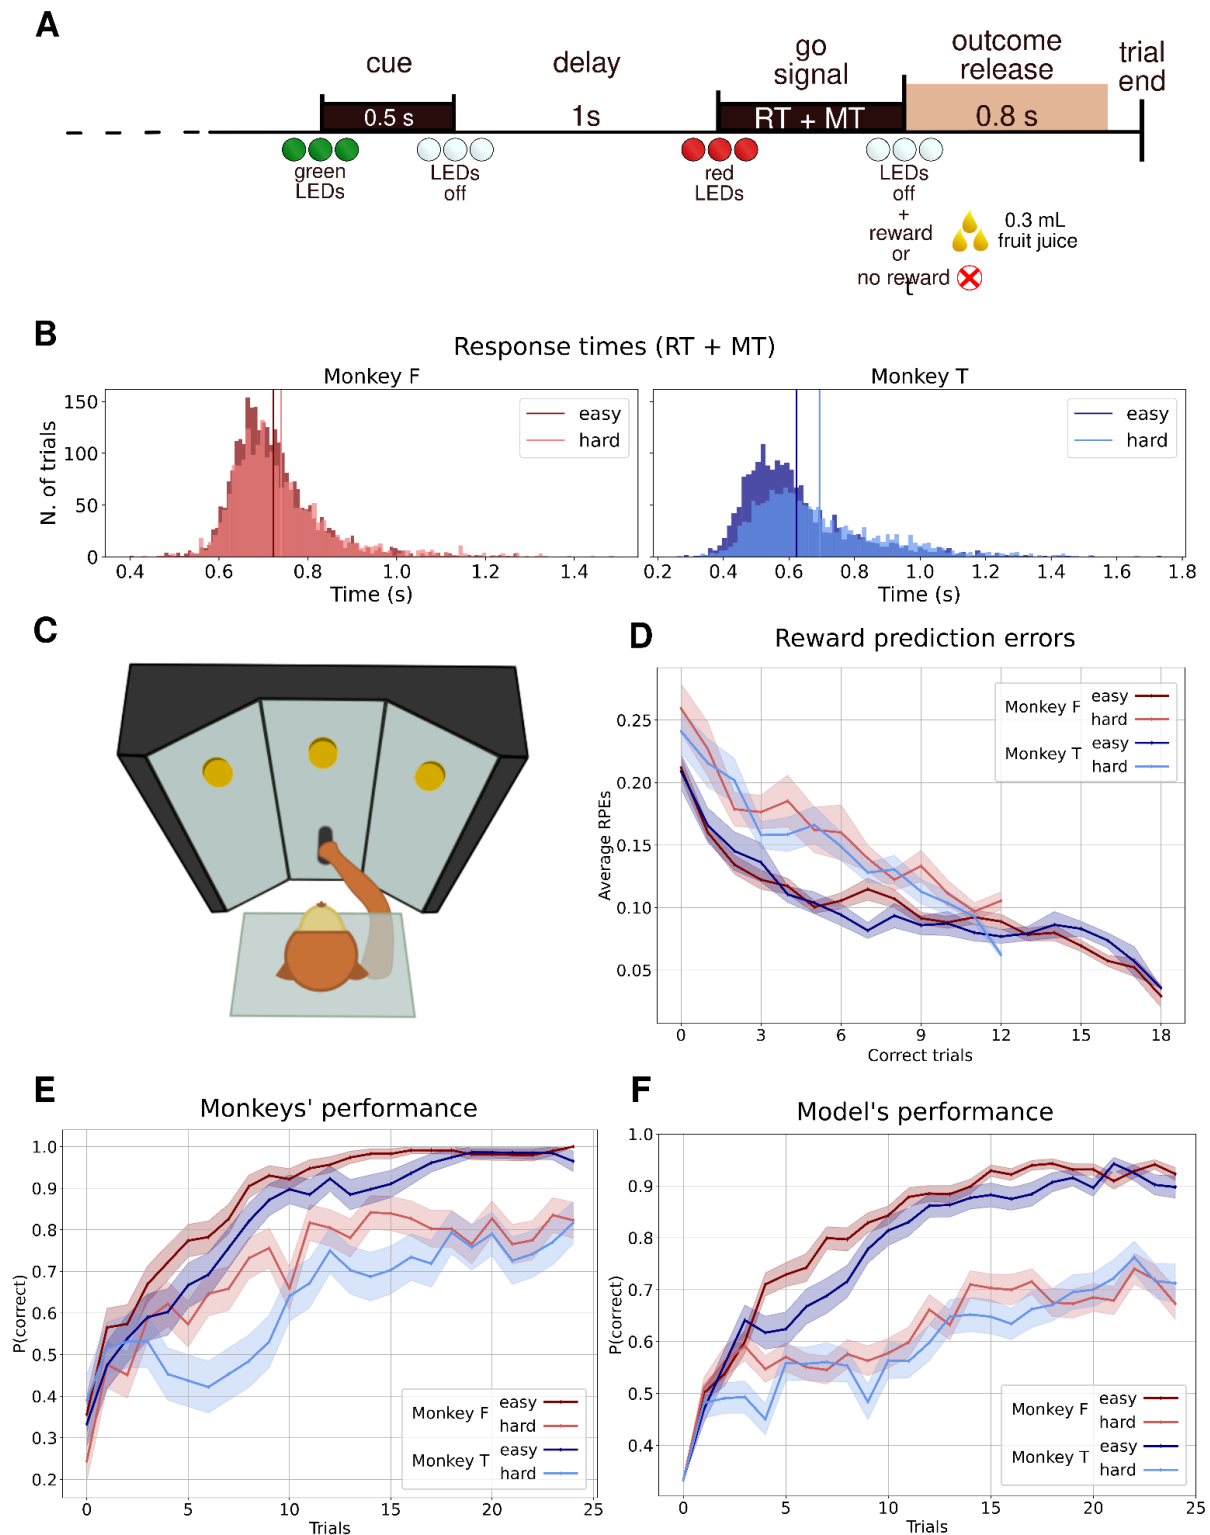 A
cue
delay
go
signal
outcome
release
trial
end
0.5 s
1s
RT + MT
0.8 s
green
LEDs
LEDs
off
red
LEDs
LEDs
off
+
reward
or
no reward
t
0.3 mL
fruit juice
B
Response times (RT + MT)
Monkey F
Monkey T
N. of trials
150
100
50
0
easy
hard
easy
hard
0.4 0.6 0.8 1.0 1.2 1.4
0.2 0.4 0.6 0.8 1.0 1.2 1.4 1.6 1.8
Time (s)
Time (s)
C
D
Reward prediction errors
Average RPEs
0.25
0.20
0.15
0.10
0.05
Monkey F
easy
hard
Monkey T
easy
hard
0 3 6 9 12 15 18
Correct trials
E
Monkeys' performance
P(correct)
1.0
0.9
0.8
0.7
0.6
0.5
0.4
0.3
0.2
Monkey F
easy
hard
Monkey T
easy
hard
0 5 10 15 20 25
Trials
F
Model's performance
P(correct)
1.0
0.9
0.8
0.7
0.6
0.5
0.4
Monkey F
easy
hard
Monkey T
easy
hard
0 5 10 15 20 25
Trials